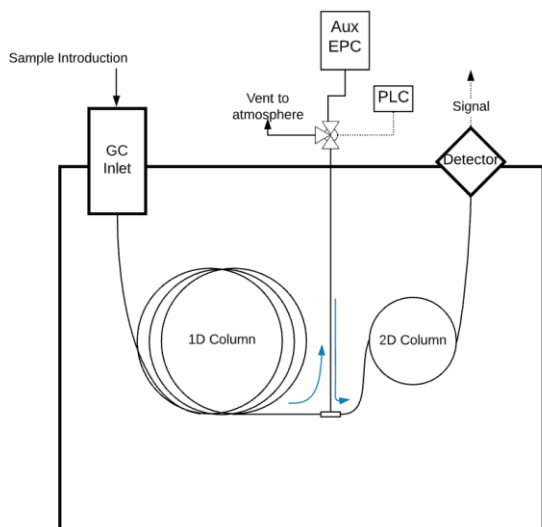 Aux
EPC
Sample Introduction
Vent to
atmosphere
PLC
Signal
GC
Inlet
Detector
1D Column
2D Column